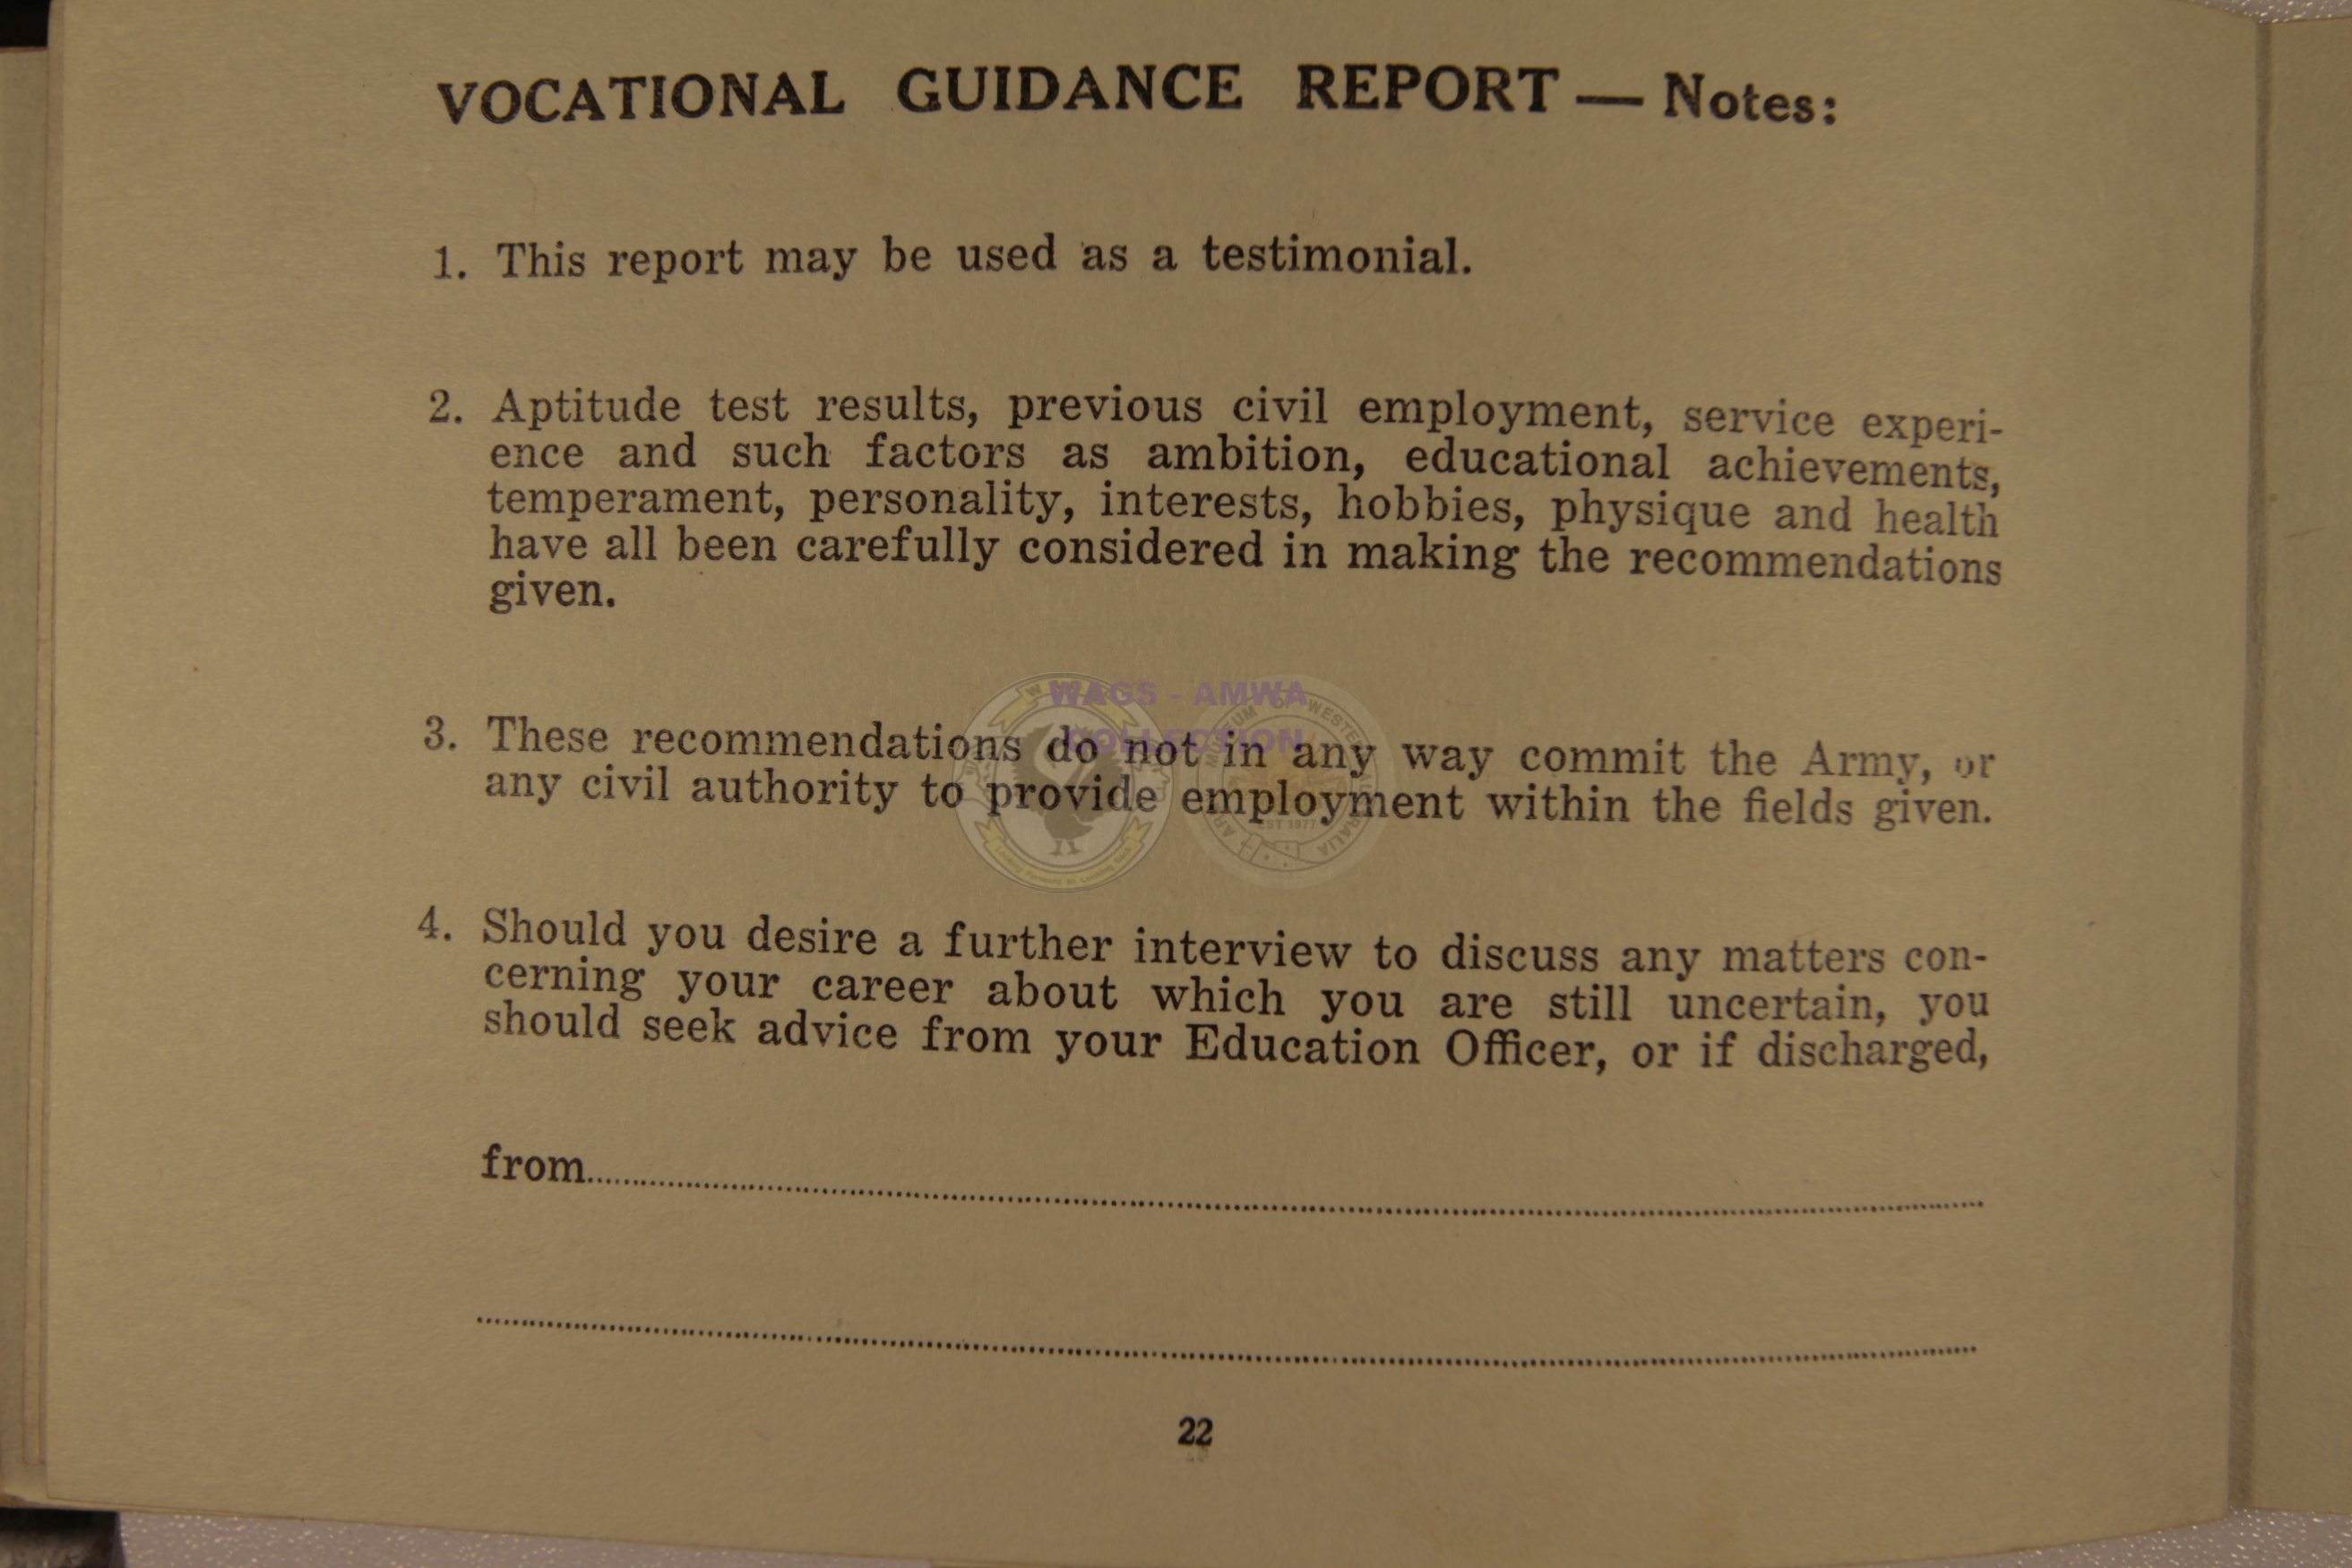 VOCATIONAL GUIDANCE REPORT — Notes:
1. This report may be used as a testimonial.
2. Aptitude test results, previous civil employment, service experi-
ence and such factors as ambition, educational achievements,
temperament, personality, interests, hobbies, physique and health
have all been carefully considered in making the recommendations
given.
WAGS - AMWA
COLLECTION
3. These recommendations do not in any way commit the Army, or
any civil authority to provide employment within the fields given.
EST 1977
4. Should you desire a further interview to discuss any matters con-
cerning your career about which you are still uncertain, you
should seek advice from your Education Officer, or if discharged,
from
22